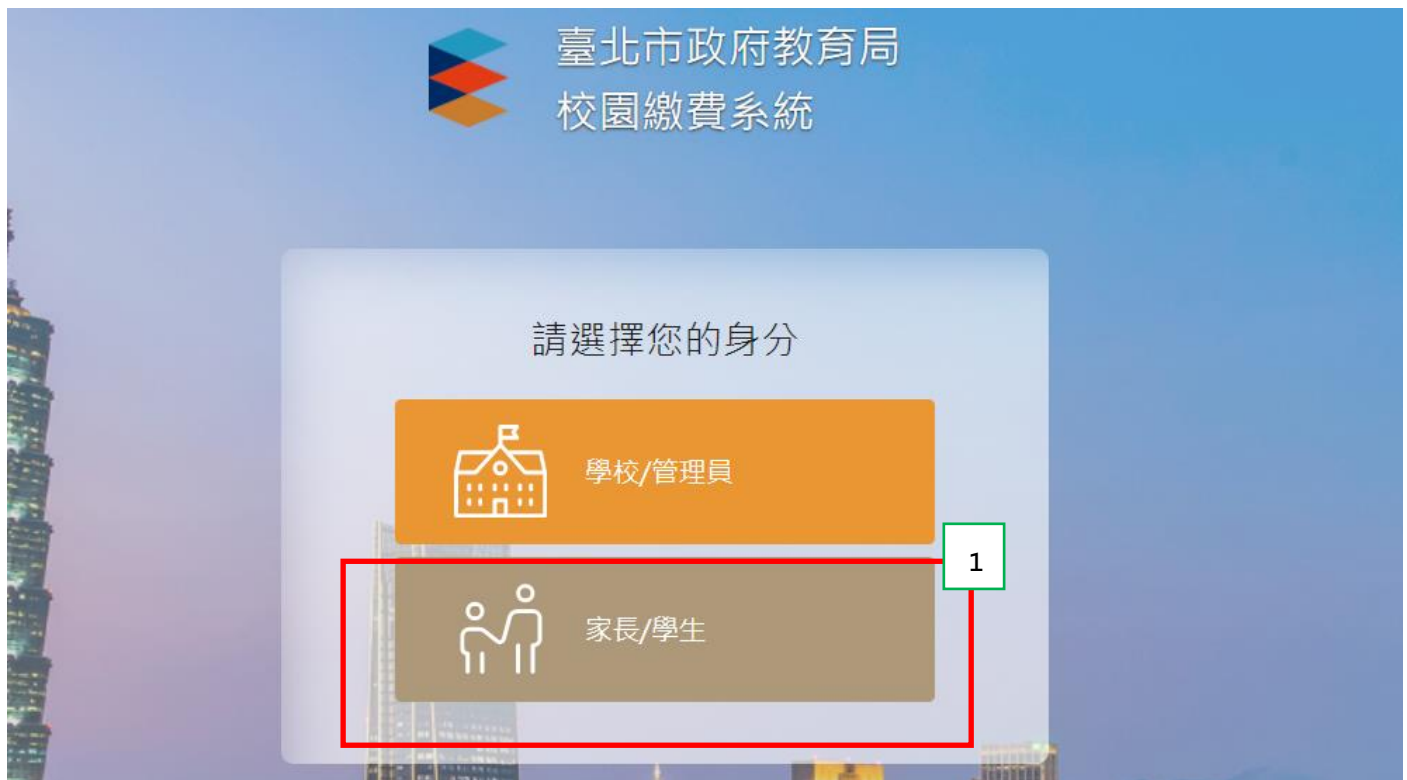 臺北市政府教育局
校園繳費系統
請選擇您的身分
學校/管理員
1
家長/學生